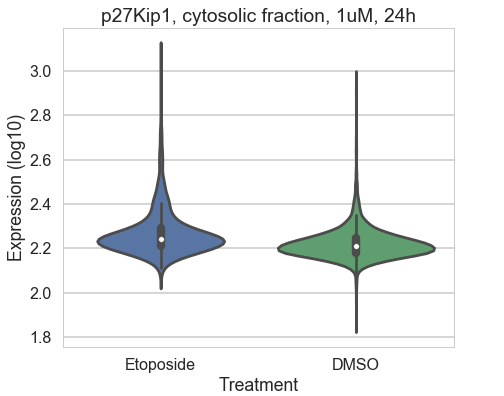 p27Kip1, cytosolic fraction, 1uM, 24h
Expression (log10)
3.0
2.8
2.6
2.4
2.2
2.0
1.8
Etoposide DMSO
Treatment